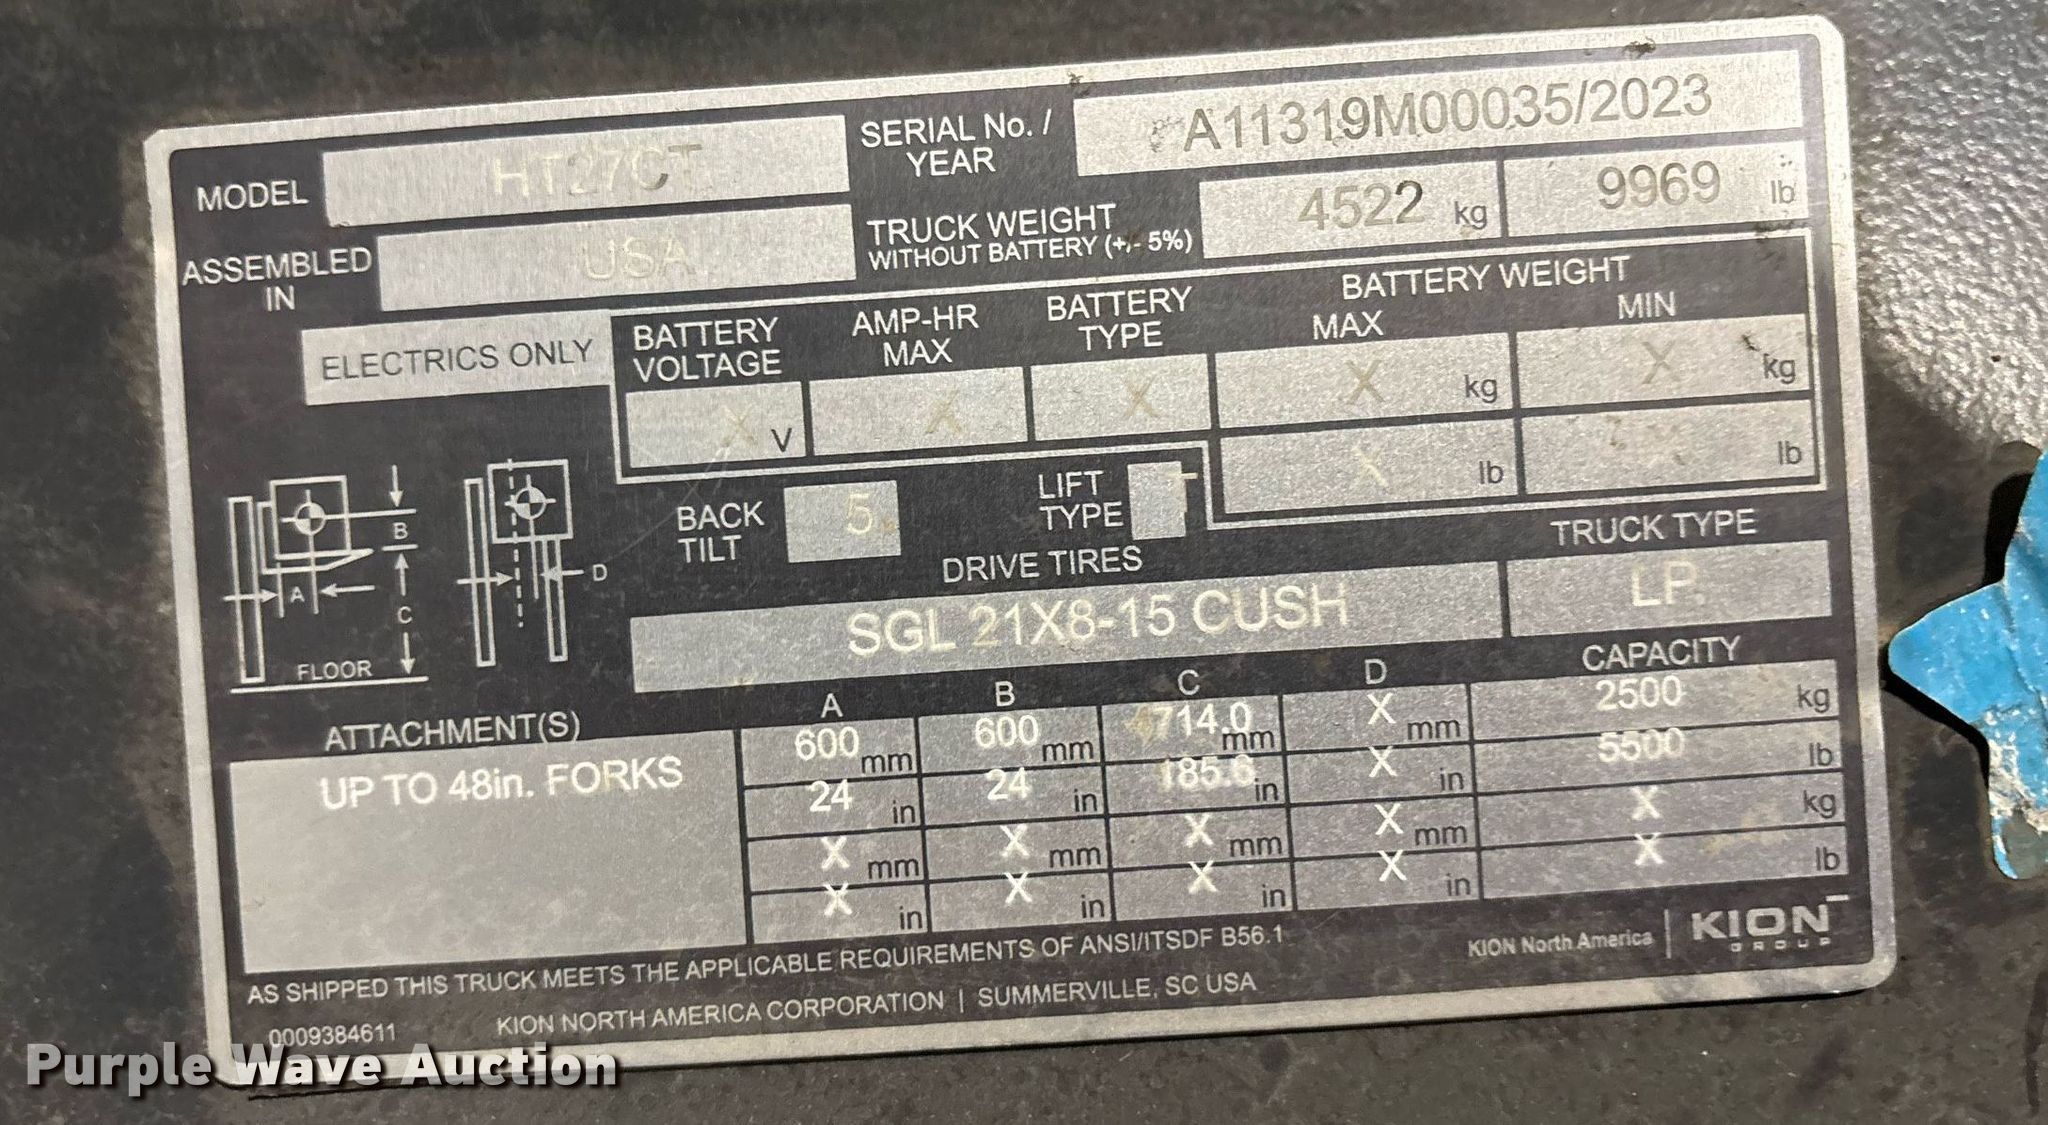 MODEL HT27CT SERIAL No. / YEAR A11319M00035/2023
ASSEMBLED IN USA TRUCK WEIGHT WITHOUT BATTERY (+/- 5%) 4522 kg 9969 lb
ELECTRICS ONLY BATTERY VOLTAGE AMP-HR MAX BATTERY TYPE BATTERY WEIGHT
MAX MIN
X V X X X kg X kg
X lb lb
BACK TILT 5 LIFT TYPE T
DRIVE TIRES TRUCK TYPE
SGL 21X8-15 CUSH LP
A B C D
FLOOR
ATTACHMENT(S) A B C D CAPACITY
UP TO 48in. FORKS 600 mm 600 mm 4714.0 mm X mm 2500 kg
24 in 24 in 185.6 in X in 5500 lb
X mm X mm X mm X mm X kg
X in X in X in X in X lb
AS SHIPPED THIS TRUCK MEETS THE APPLICABLE REQUIREMENTS OF ANSI/ITSDF B56.1
KION North America | KION GROUP
0009384611 KION NORTH AMERICA CORPORATION | SUMMERVILLE, SC USA
Purple Wave Auction